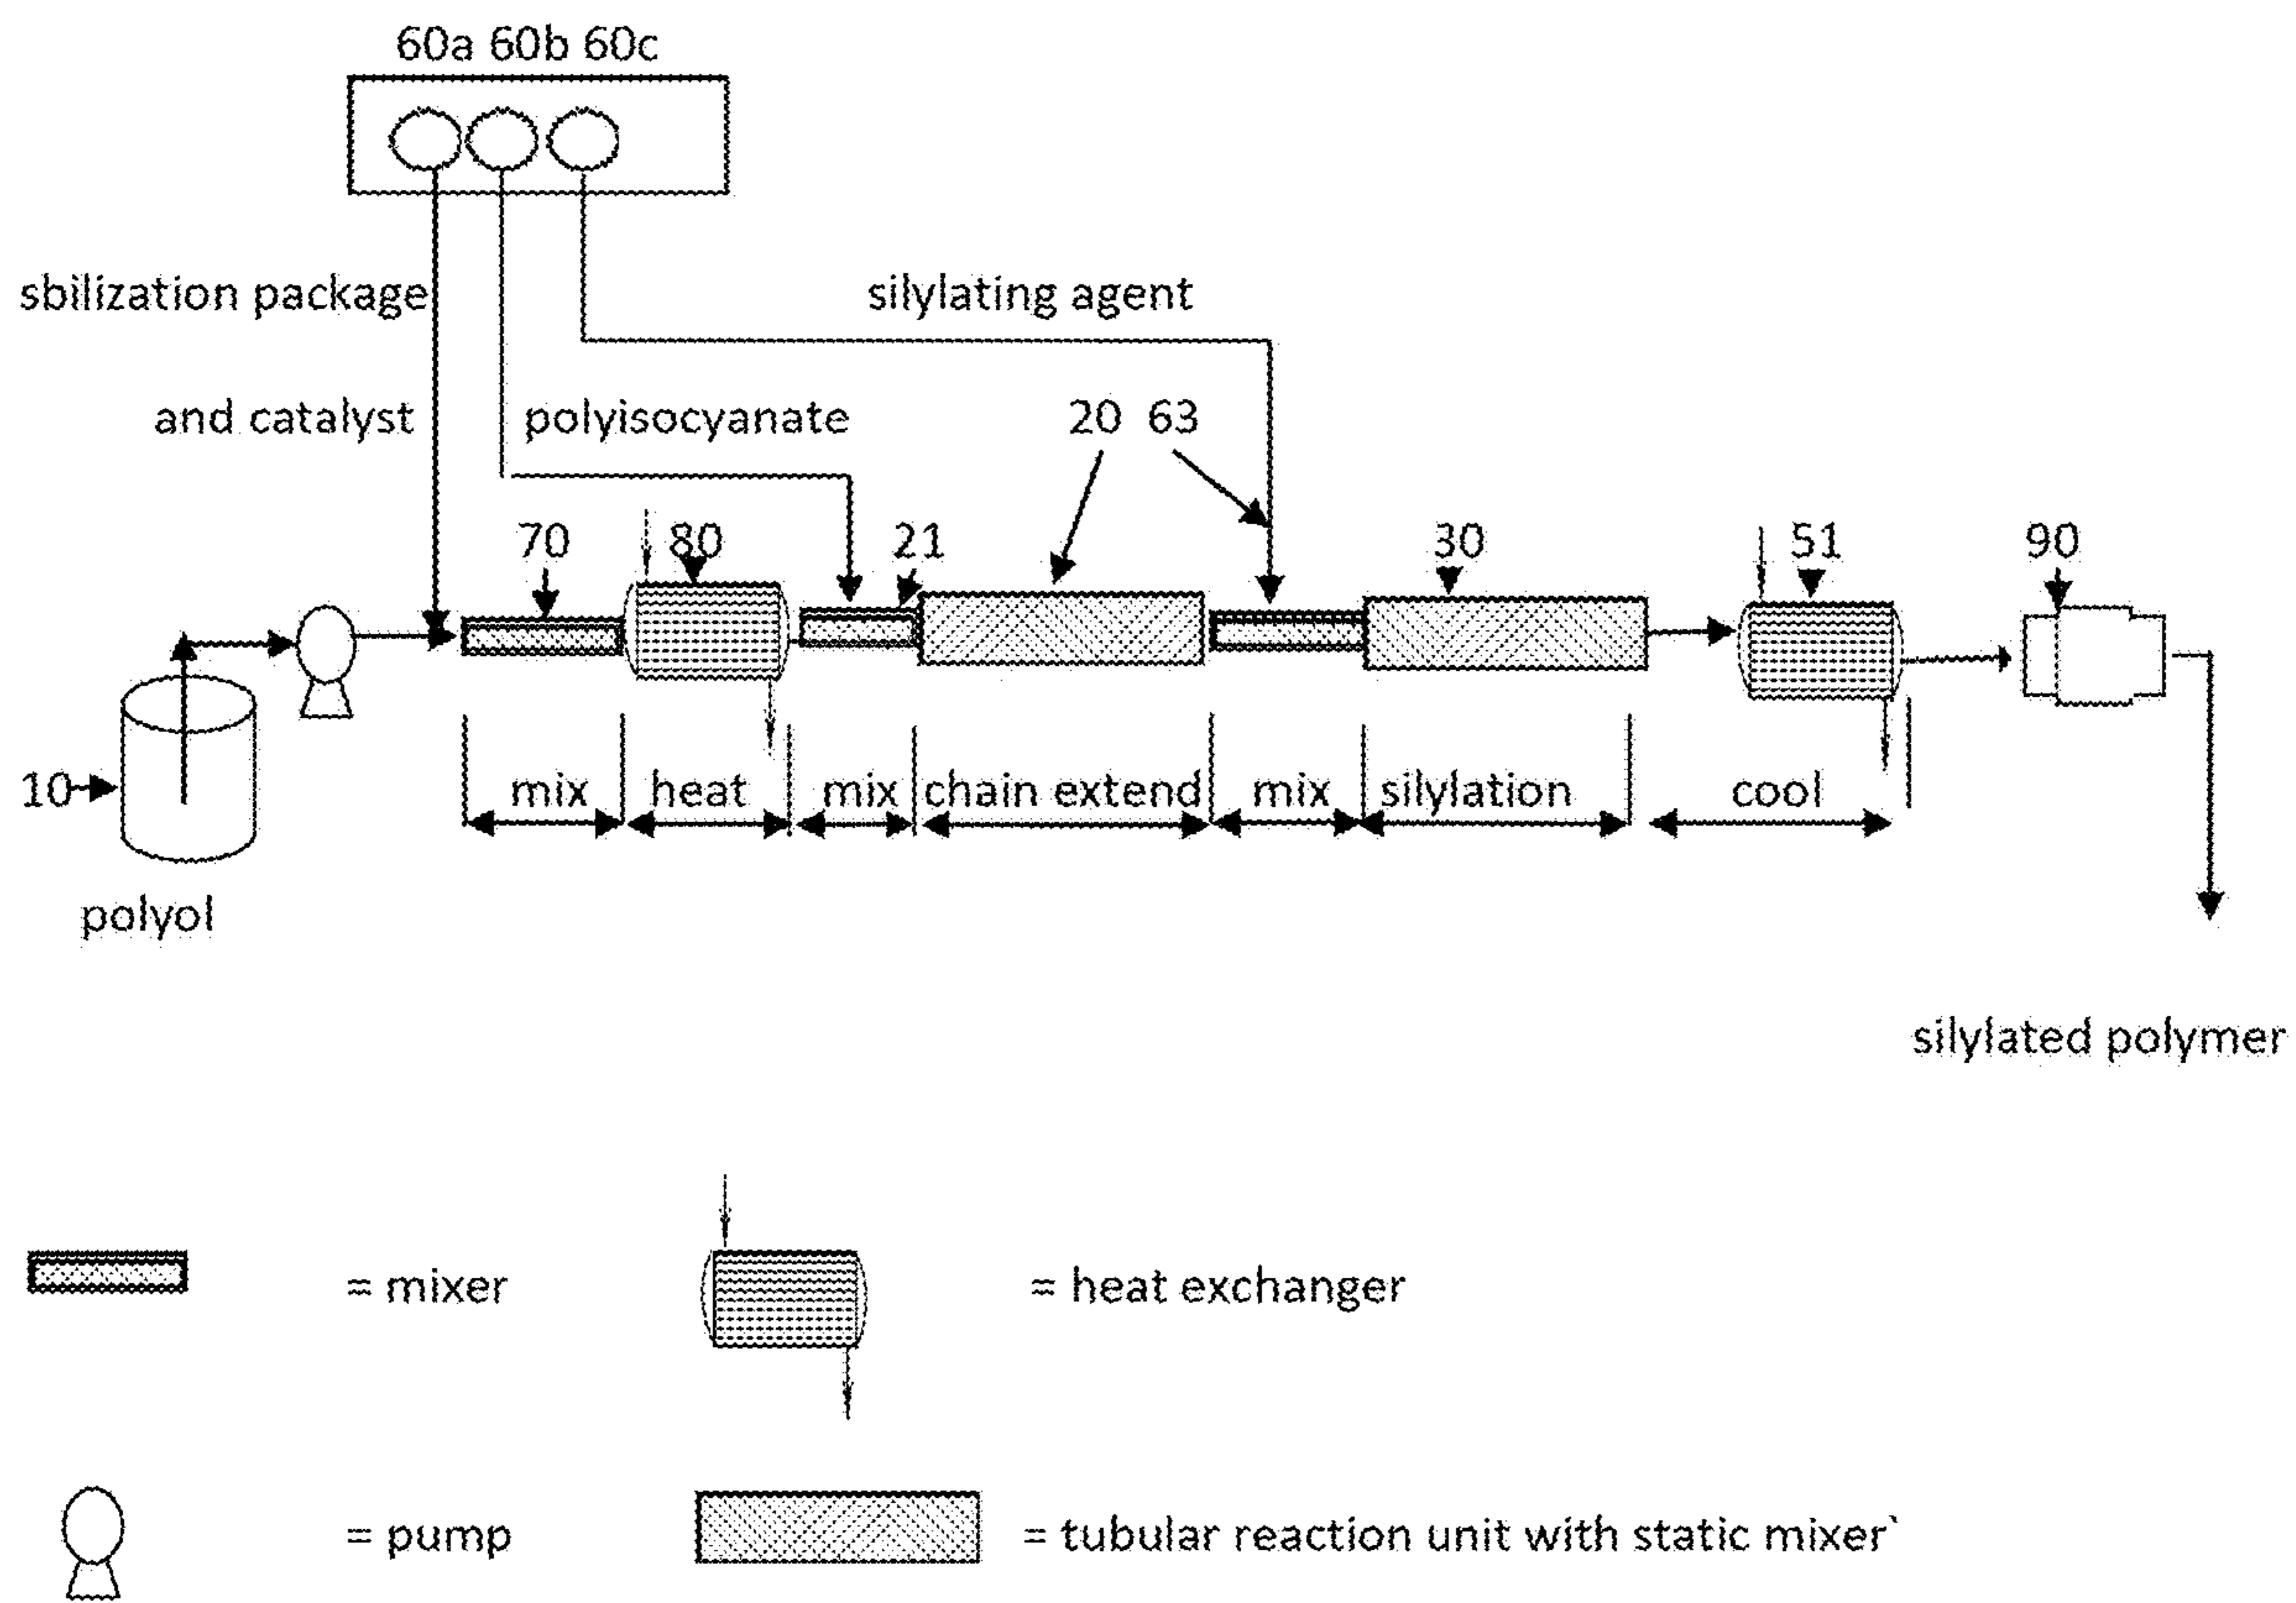 60a 60b 60c
sbilization package
silylating agent
and catalyst
polyisocyanate
20 63
70
80
21
30
51
90
10
mix
heat
mix
chain extend
mix
silylation
cool
polyol
silylated polymer
= mixer
= heat exchanger
= pump
= tubular reaction unit with static mixer`